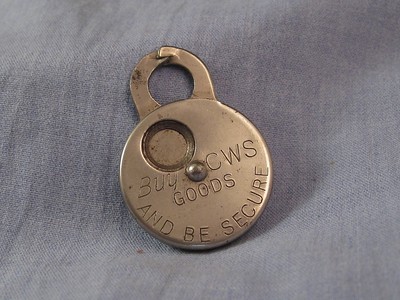 Buy CWS
GOODS
AND BE SECURE